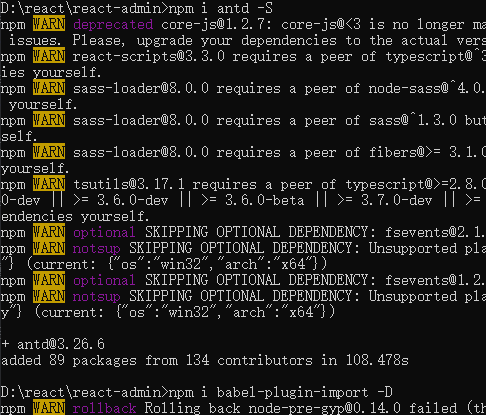 D:\react\react-admin>npm i antd -S
npm WARN deprecated core-js@1.2.7: core-js@<3 is no longer ma
issues. Please, upgrade your dependencies to the actual vers
npm WARN react-scripts@3.3.0 requires a peer of typescript@^3
ies yourself.
npm WARN sass-loader@8.0.0 requires a peer of node-sass@^4.0.
yourself.
npm WARN sass-loader@8.0.0 requires a peer of sass@^1.3.0 but
self.
npm WARN sass-loader@8.0.0 requires a peer of fibers@>= 3.1.0
yourself.
npm WARN tsutils@3.17.1 requires a peer of typescript@>=2.8.0
0-dev || >= 3.6.0-dev || >= 3.6.0-beta || >= 3.7.0-dev || >=
endencies yourself.
npm WARN optional SKIPPING OPTIONAL DEPENDENCY: fsevents@2.1.
npm WARN notsup SKIPPING OPTIONAL DEPENDENCY: Unsupported pla
"} (current: {"os":"win32","arch":"x64"})
npm WARN optional SKIPPING OPTIONAL DEPENDENCY: fsevents@1.2.
npm WARN notsup SKIPPING OPTIONAL DEPENDENCY: Unsupported pla
y"} (current: {"os":"win32","arch":"x64"})
+ antd@3.26.6
added 89 packages from 134 contributors in 108.478s
D:\react\react-admin>npm i babel-plugin-import -D
npm WARN rollback Rolling back node-pre-gyp@0.14.0 failed (th